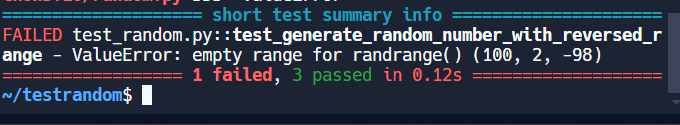 ==================== short test summary info =====================
FAILED test_random.py::test_generate_random_number_with_reversed_r
ange - ValueError: empty range for randrange() (100, 2, -98)
================== 1 failed, 3 passed in 0.12s ===================
~/testrandom$